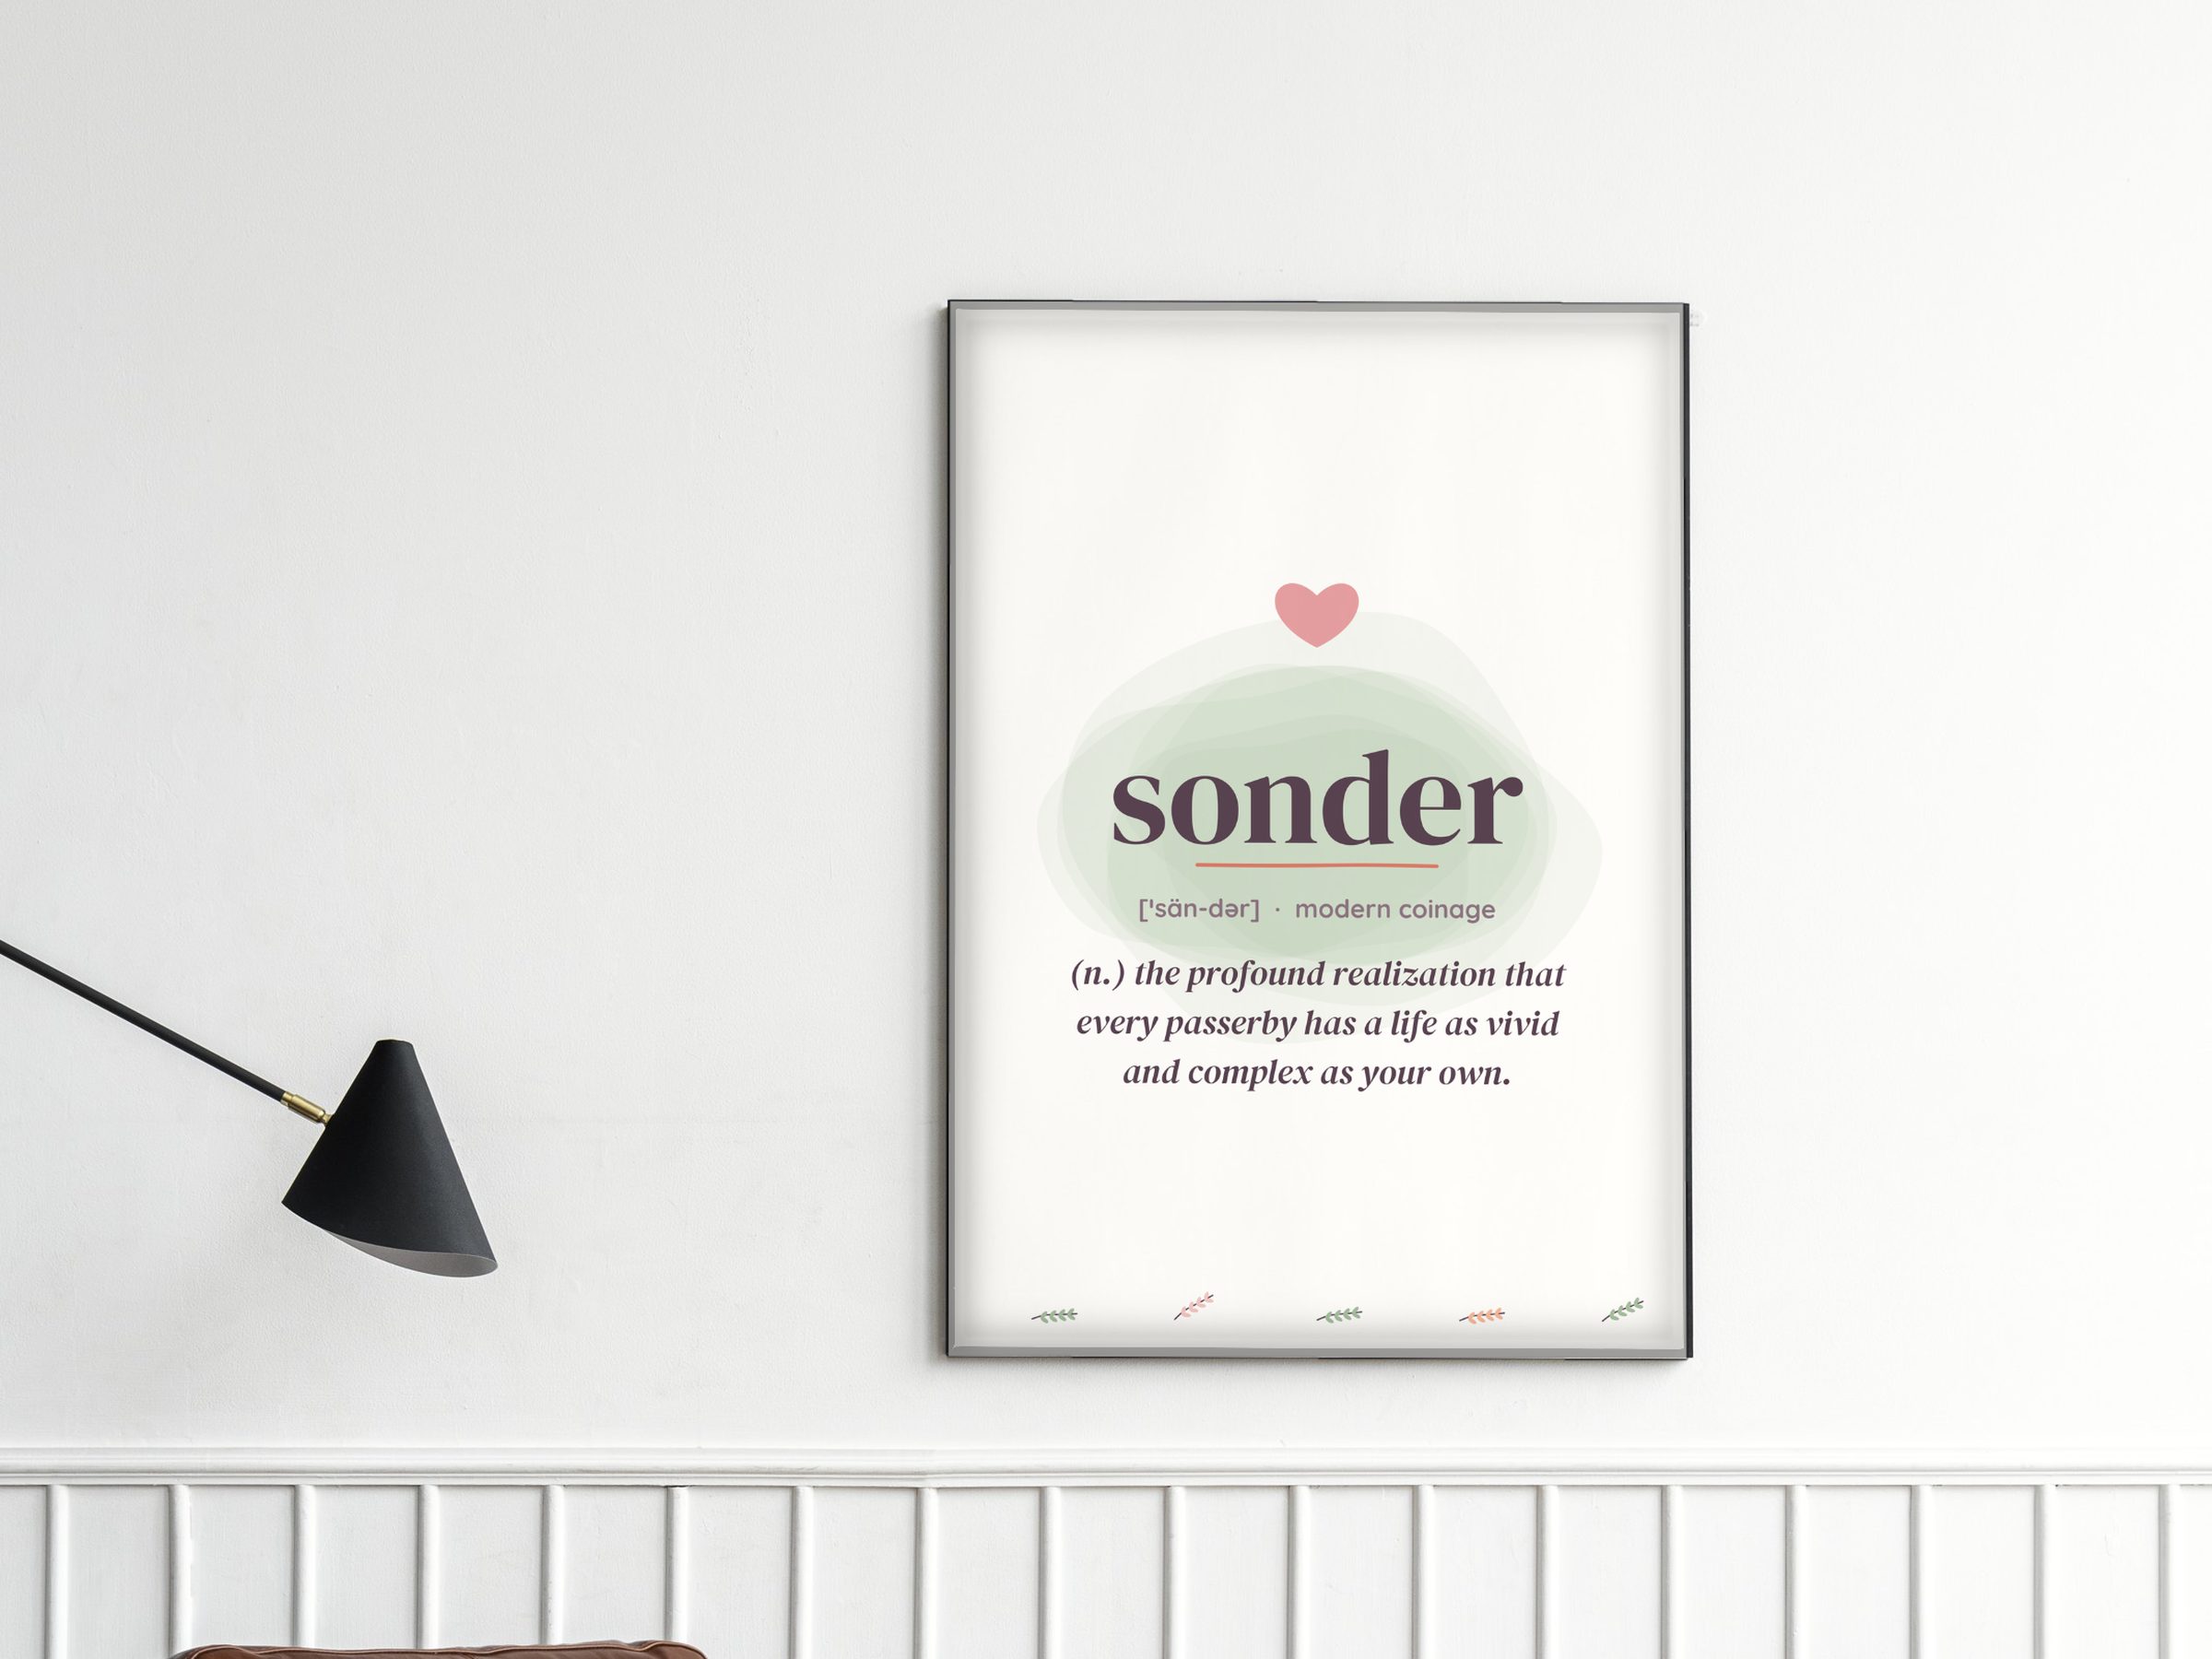 sonder
['sän-dər] · modern coinage
(n.) the profound realization that
every passerby has a life as vivid
and complex as your own.